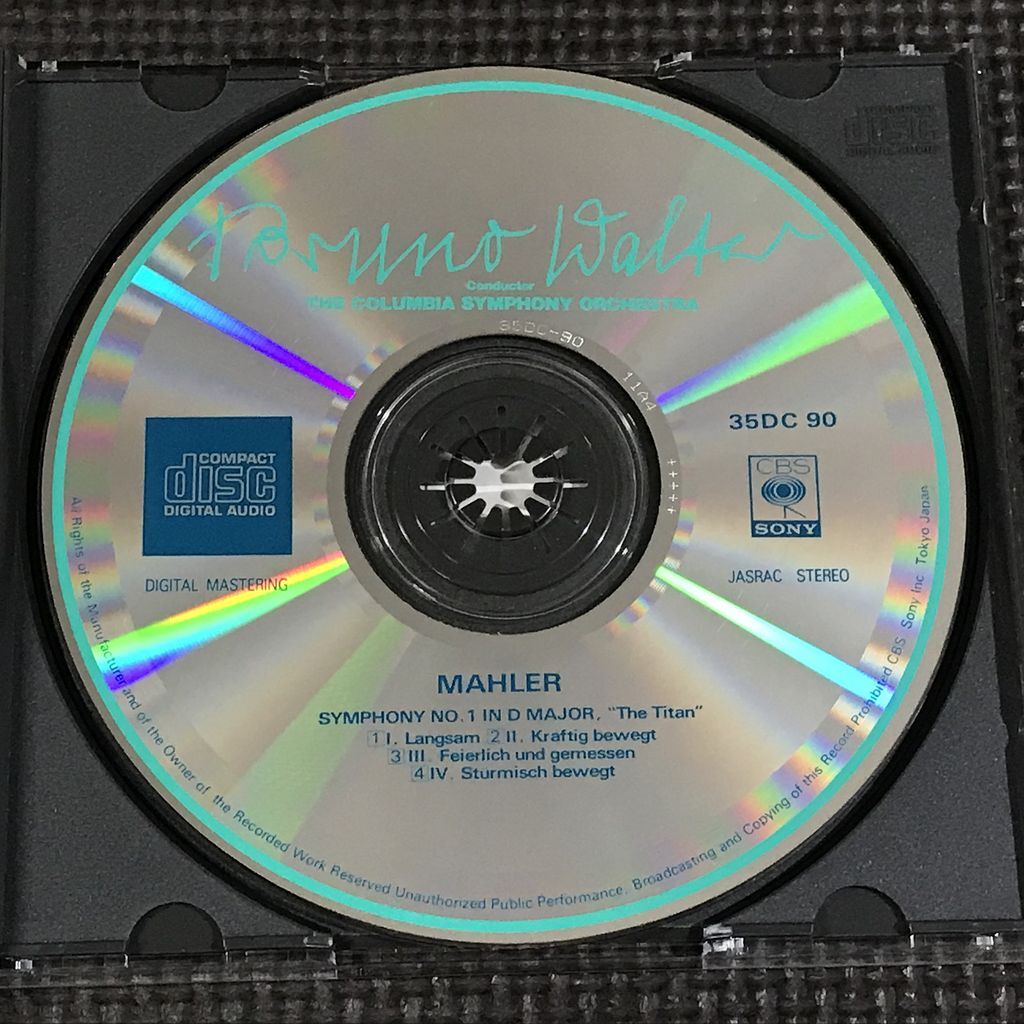 Bruno Walter
Conductor
THE COLUMBIA SYMPHONY ORCHESTRA
35DC-90
11A4
+++++
COMPACT
disc
DIGITAL AUDIO
DIGITAL MASTERING
35DC 90
CBS
SONY
JASRAC STEREO
MAHLER
SYMPHONY NO.1 IN D MAJOR, "The Titan"
1 I. Langsam 2 II. Kraftig bewegt
3 III. Feierlich und gemessen
4 IV. Sturmisch bewegt
All Rights of the Manufacturer and of the Owner of the Recorded Work Reserved Unauthorized Public Performance, Broadcasting and Copying of this Record Prohibited CBS Sony Inc. Tokyo Japan
disc